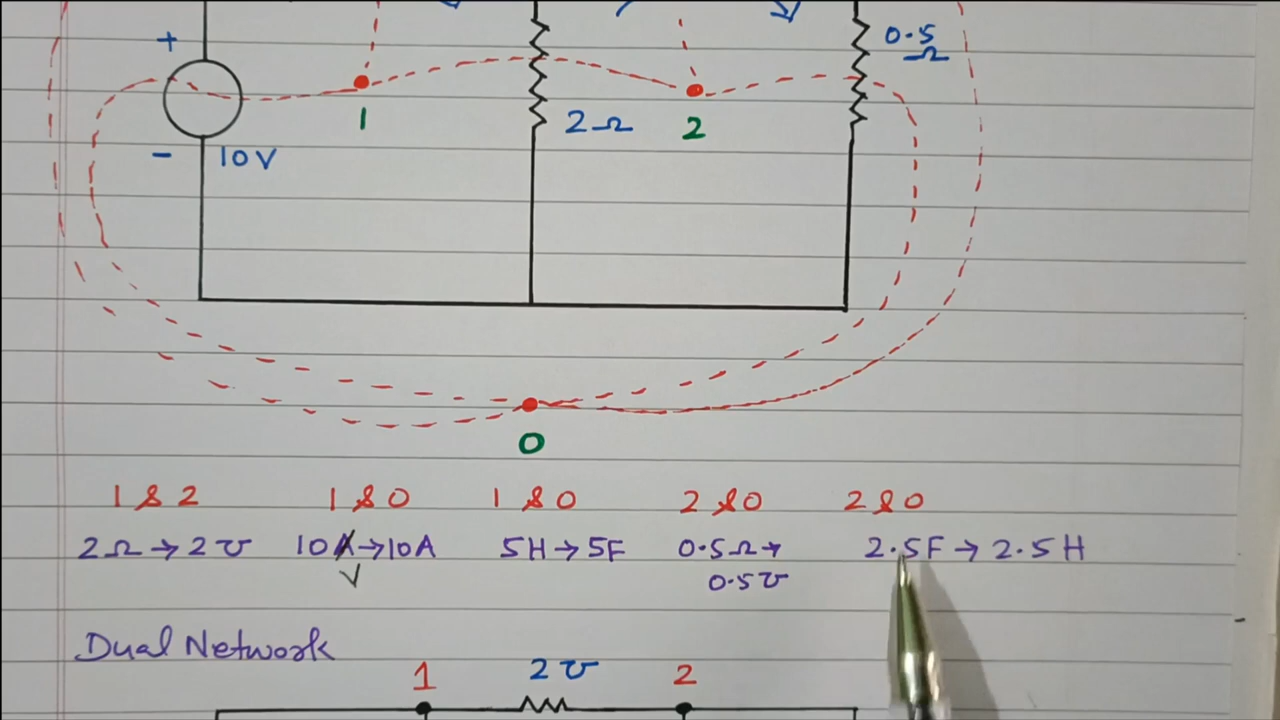 +
0.5
Ω
1
2Ω
2
-
10V
0
1 & 2
1 & 0
1 & 0
2 & 0
2 & 0
2Ω → 2℧
10A → 10A
V
5H → 5F
0.5Ω →
0.5℧
2.5F → 2.5H
Dual Network
1
2℧
2